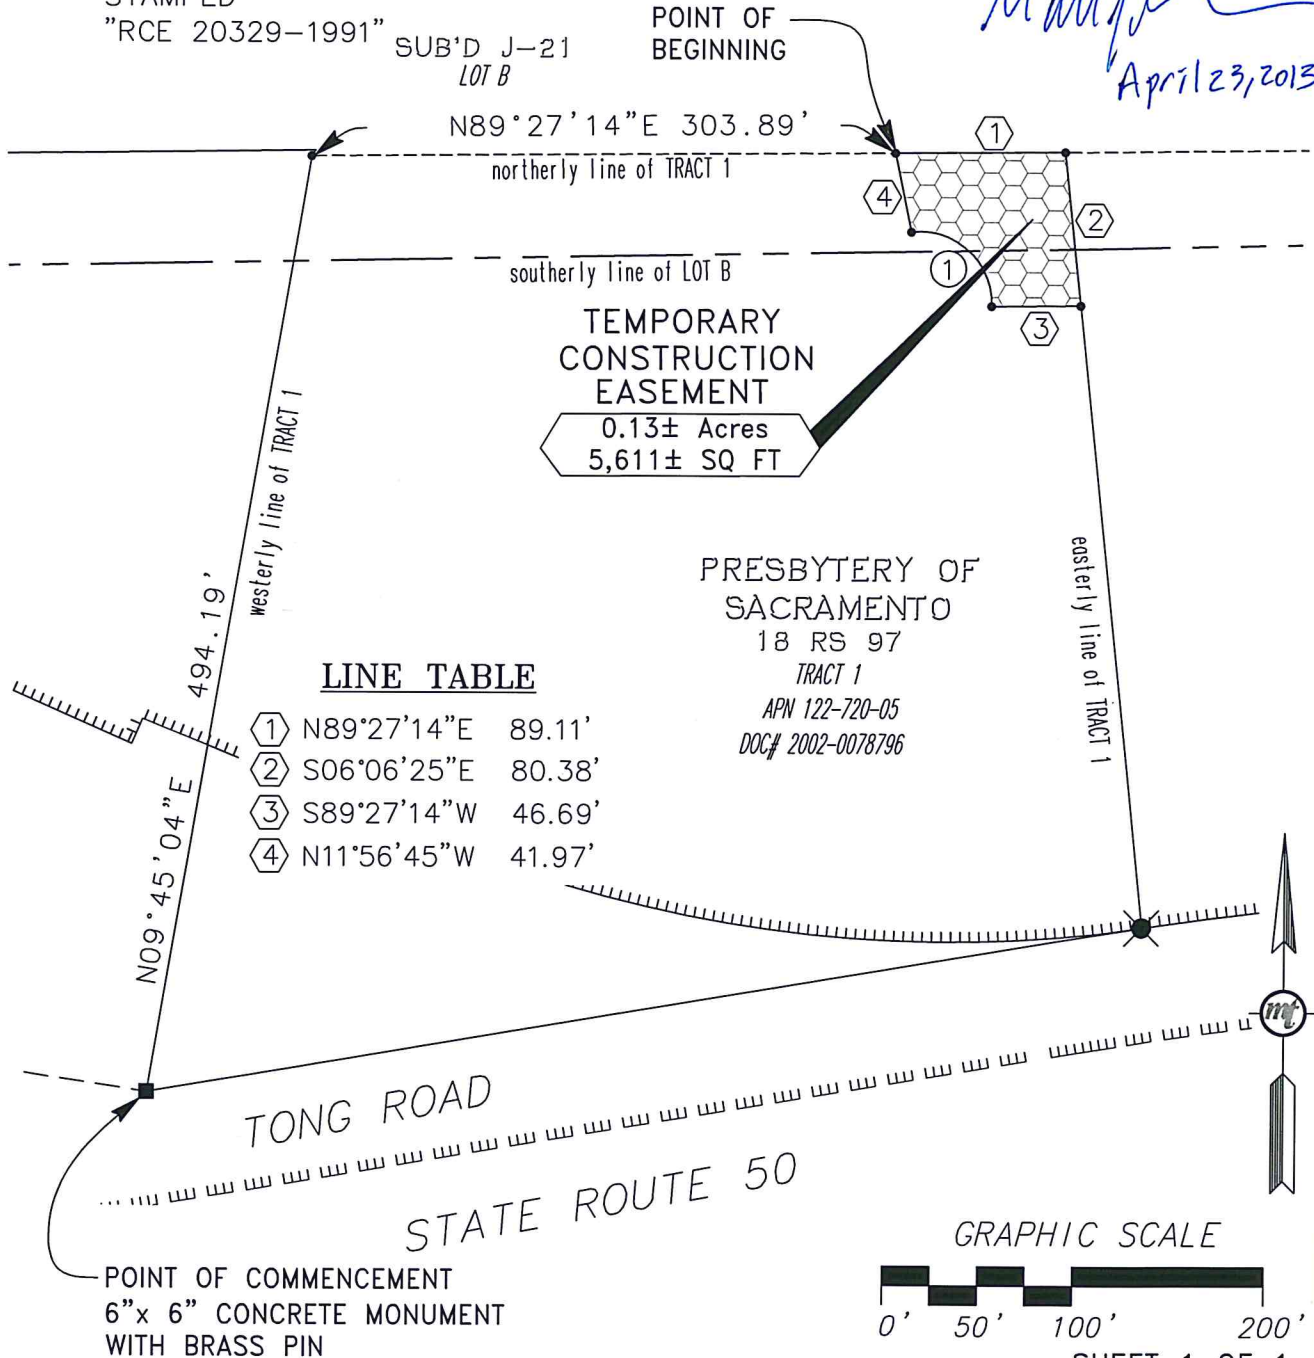 STAMPED
"RCE 20329-1991"
SUB'D J-21
LOT B
POINT OF
BEGINNING
April 23, 2013
N89°27'14"E 303.89'
1
northerly line of TRACT 1
4
2
southerly line of LOT B
1
3
TEMPORARY
CONSTRUCTION
EASEMENT
0.13± Acres
5,611± SQ FT
westerly line of TRACT 1
494.19'
N09°45'04"E
PRESBYTERY OF
SACRAMENTO
18 RS 97
TRACT 1
APN 122-720-05
DOC# 2002-0078796
easterly line of TRACT 1
LINE TABLE
1 N89°27'14"E 89.11'
2 S06°06'25"E 80.38'
3 S89°27'14"W 46.69'
4 N11°56'45"W 41.97'
mt
TONG ROAD
STATE ROUTE 50
POINT OF COMMENCEMENT
6"x 6" CONCRETE MONUMENT
WITH BRASS PIN
GRAPHIC SCALE
0' 50' 100' 200'
SHEET 1 OF 1